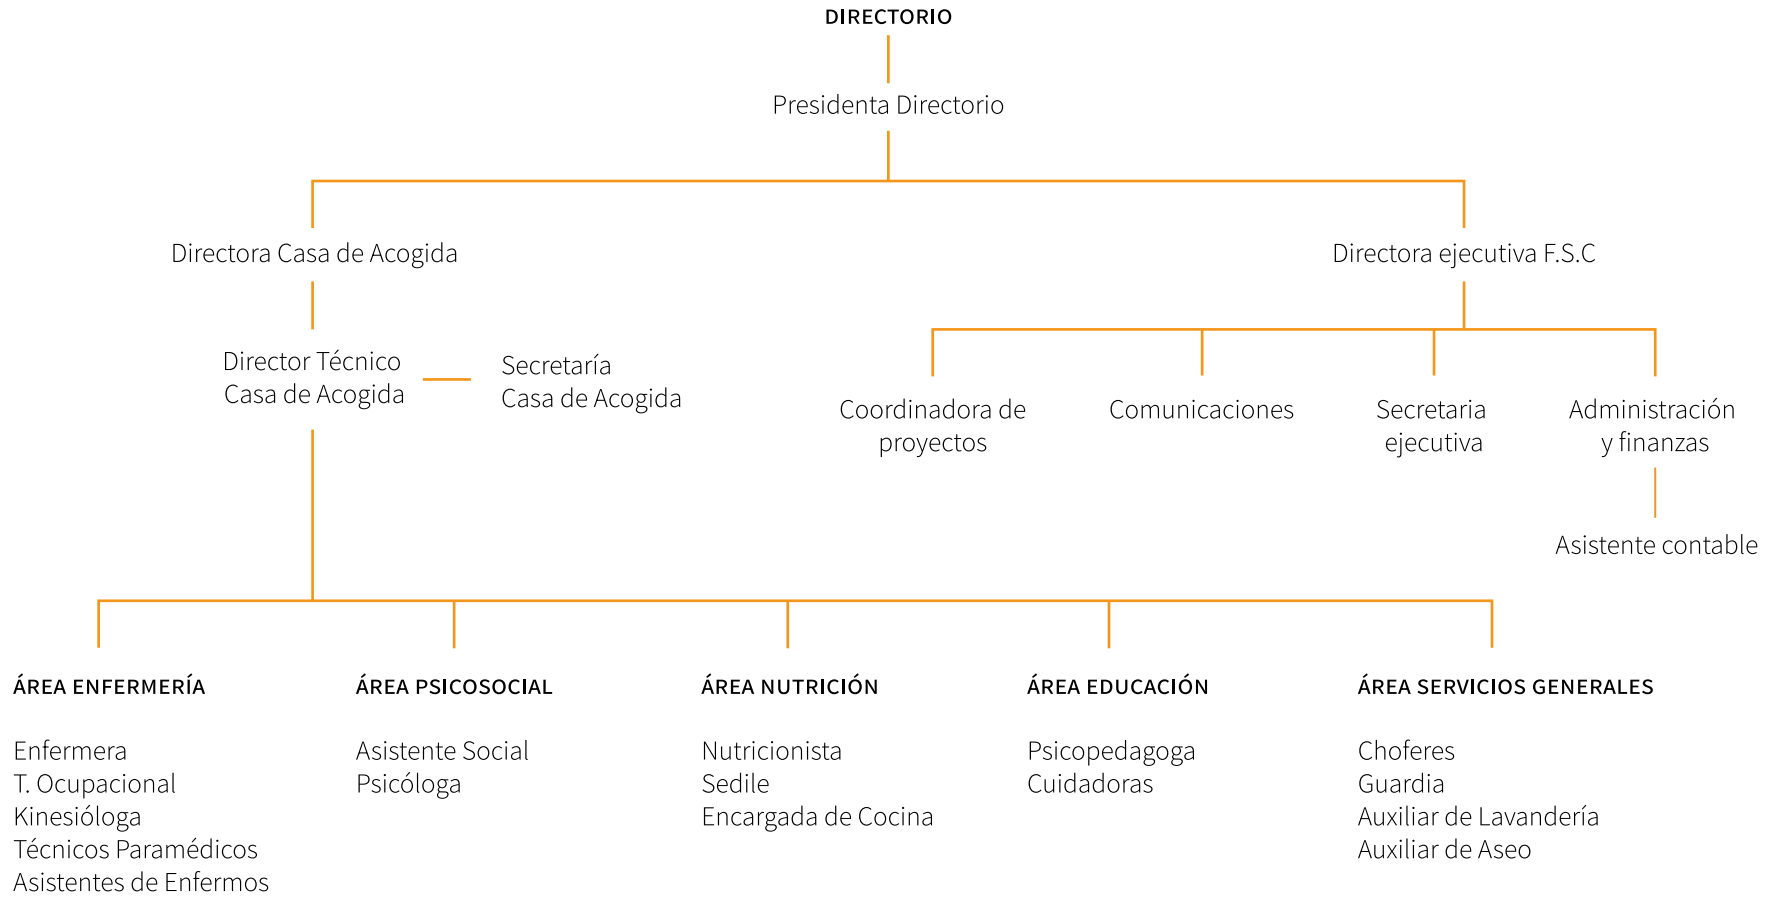 DIRECTORIO
Presidenta Directorio
Directora Casa de Acogida
Directora ejecutiva F.S.C
Director Técnico
Casa de Acogida
Secretaría
Casa de Acogida
Coordinadora de
proyectos
Comunicaciones
Secretaria
ejecutiva
Administración
y finanzas
Asistente contable
ÁREA ENFERMERÍA
Enfermera
T. Ocupacional
Kinesióloga
Técnicos Paramédicos
Asistentes de Enfermos
ÁREA PSICOSOCIAL
Asistente Social
Psicóloga
ÁREA NUTRICIÓN
Nutricionista
Sedile
Encargada de Cocina
ÁREA EDUCACIÓN
Psicopedagoga
Cuidadoras
ÁREA SERVICIOS GENERALES
Choferes
Guardia
Auxiliar de Lavandería
Auxiliar de Aseo